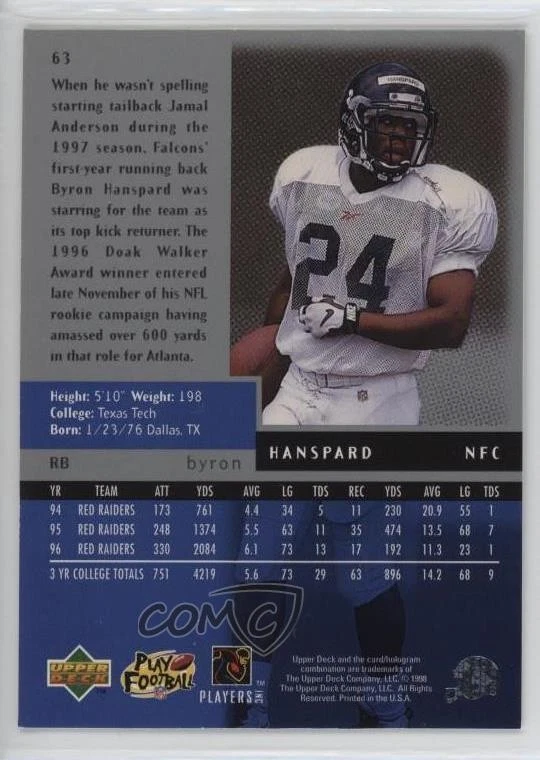 63
When he wasn't spelling
starting tailback Jamal
Anderson during the
1997 season, Falcons'
first-year running back
Byron Hanspard was
starring for the team as
its top kick returner. The
1996 Doak Walker
Award winner entered
late November of his NFL
rookie campaign having
amassed over 600 yards
in that role for Atlanta.
HANSPARD
24
Height: 5'10" Weight: 198
College: Texas Tech
Born: 1/23/76 Dallas, TX
RB byron HANSPARD NFC
YR TEAM ATT YDS AVG LG TDS REC YDS AVG LG TDS
94 RED RAIDERS 173 761 4.4 34 5 11 230 20.9 55 1
95 RED RAIDERS 248 1374 5.5 63 11 35 474 13.5 68 7
96 RED RAIDERS 330 2084 6.1 73 13 17 192 11.3 23 1
3 YR COLLEGE TOTALS 751 4219 5.6 73 29 63 896 14.2 68 9
COMC
UPPER
DECK
PLAY
FOOTBALL
PLAYERS INC
Upper Deck and the card/hologram
combination are trademarks of
The Upper Deck Company, LLC. © 1998
The Upper Deck Company, LLC. All Rights
Reserved. Printed in the U.S.A.